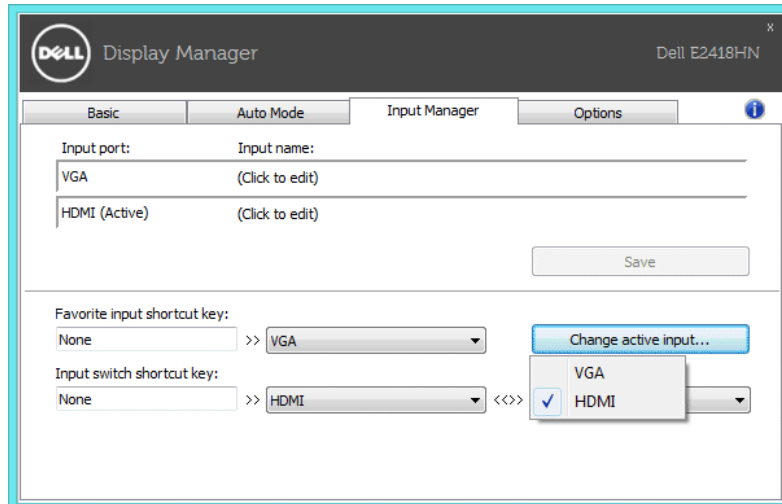 DELL Display Manager Dell E2418HN
x
Basic Auto Mode Input Manager Options
Input port: Input name:
VGA (Click to edit)
HDMI (Active) (Click to edit)
Save
Favorite input shortcut key:
None >> VGA Change active input...
Input switch shortcut key:
VGA
None >> HDMI <<>> HDMI